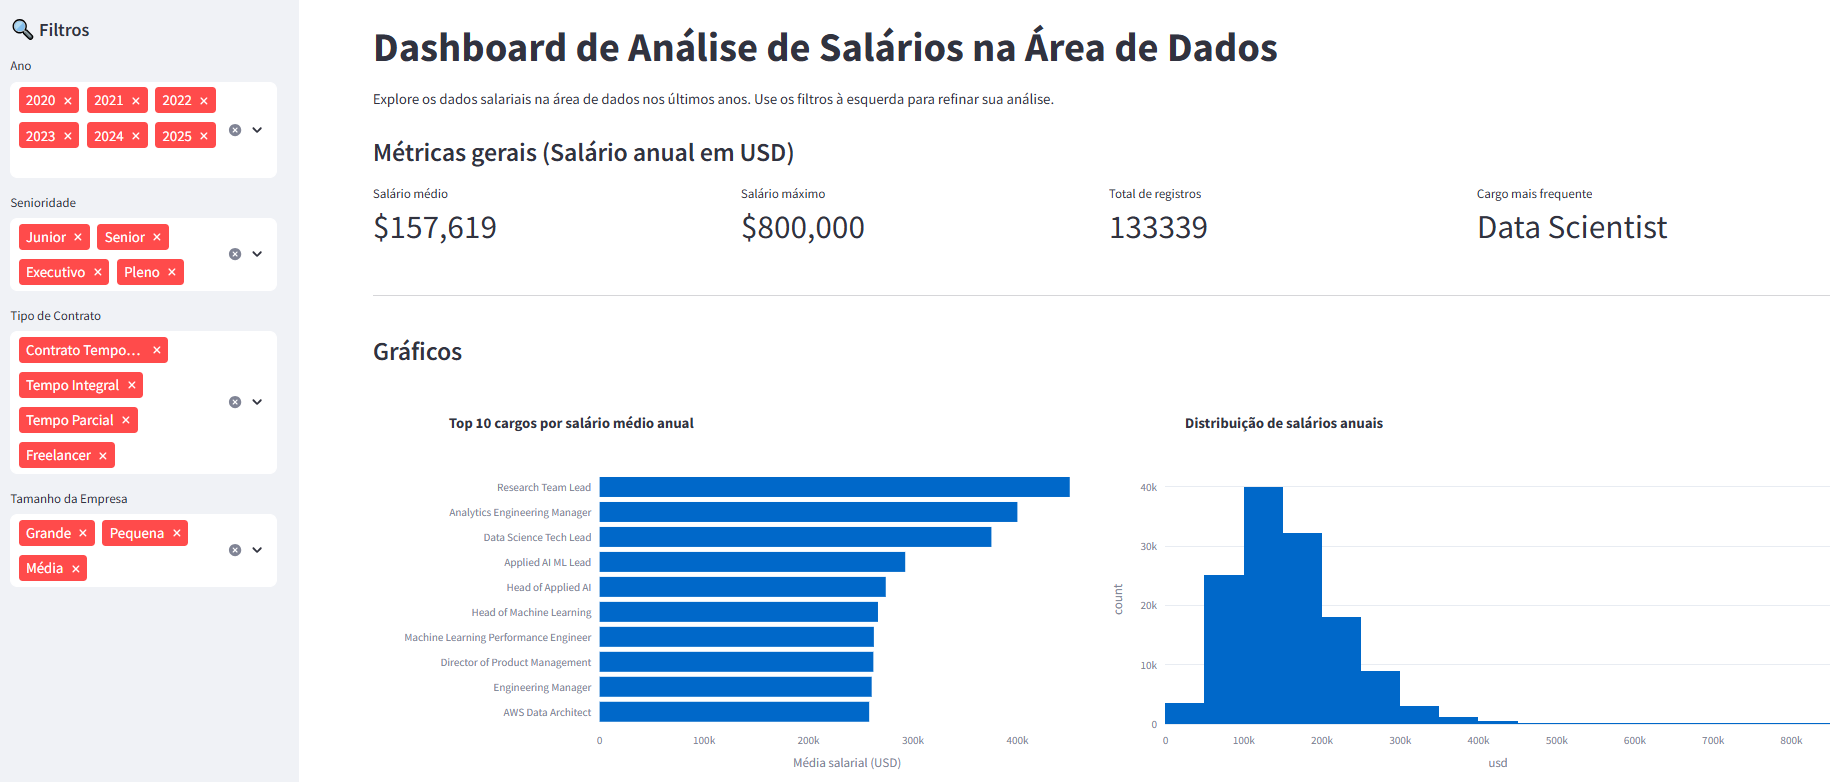 Filtros
Ano
2020 × 2021 × 2022 ×
2023 × 2024 × 2025 ×
Senioridade
Junior × Senior ×
Executivo × Pleno ×
Tipo de Contrato
Contrato Tempo... ×
Tempo Integral ×
Tempo Parcial ×
Freelancer ×
Tamanho da Empresa
Grande × Pequena ×
Média ×
Dashboard de Análise de Salários na Área de Dados
Explore os dados salariais na área de dados nos últimos anos. Use os filtros à esquerda para refinar sua análise.
Métricas gerais (Salário anual em USD)
Salário médio
$157,619
Salário máximo
$800,000
Total de registros
133339
Cargo mais frequente
Data Scientist
Gráficos
Top 10 cargos por salário médio anual
Research Team Lead
Analytics Engineering Manager
Data Science Tech Lead
Applied AI ML Lead
Head of Applied AI
Head of Machine Learning
Machine Learning Performance Engineer
Director of Product Management
Engineering Manager
AWS Data Architect
0 100k 200k 300k 400k
Média salarial (USD)
Distribuição de salários anuais
40k
30k
20k
10k
0
count
0 100k 200k 300k 400k 500k 600k 700k 800k
usd